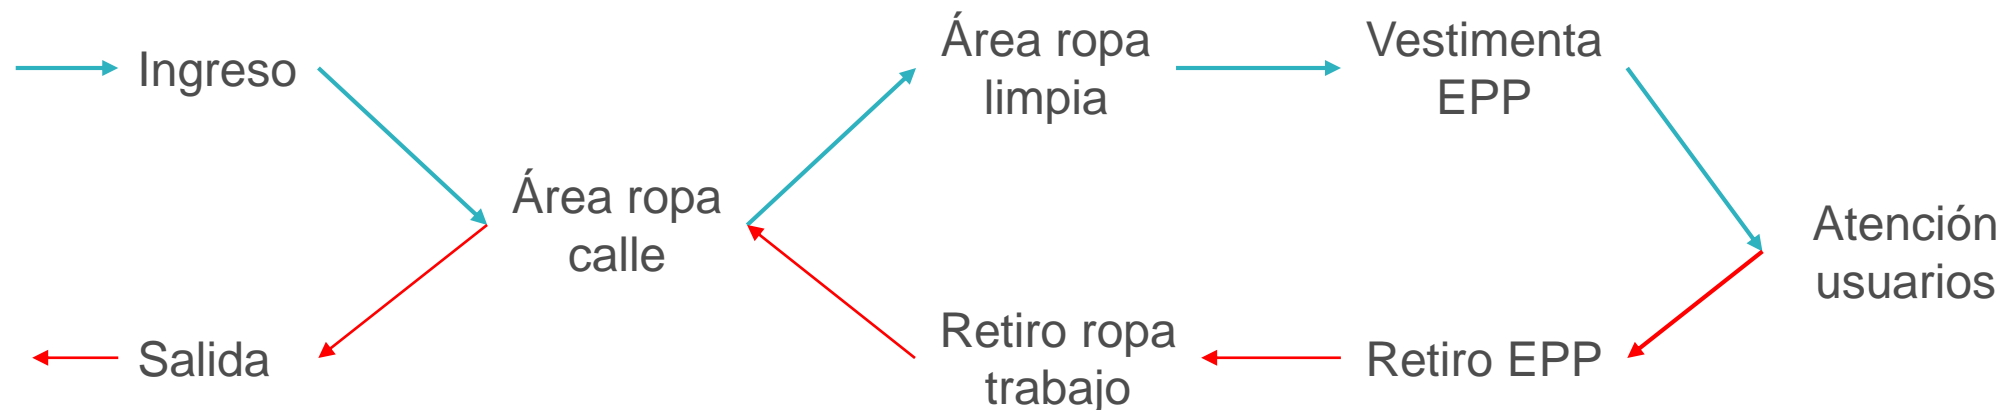 Ingreso
Área ropa
calle
Área ropa
limpia
Vestimenta
EPP
Atención
usuarios
Retiro EPP
Retiro ropa
trabajo
Salida